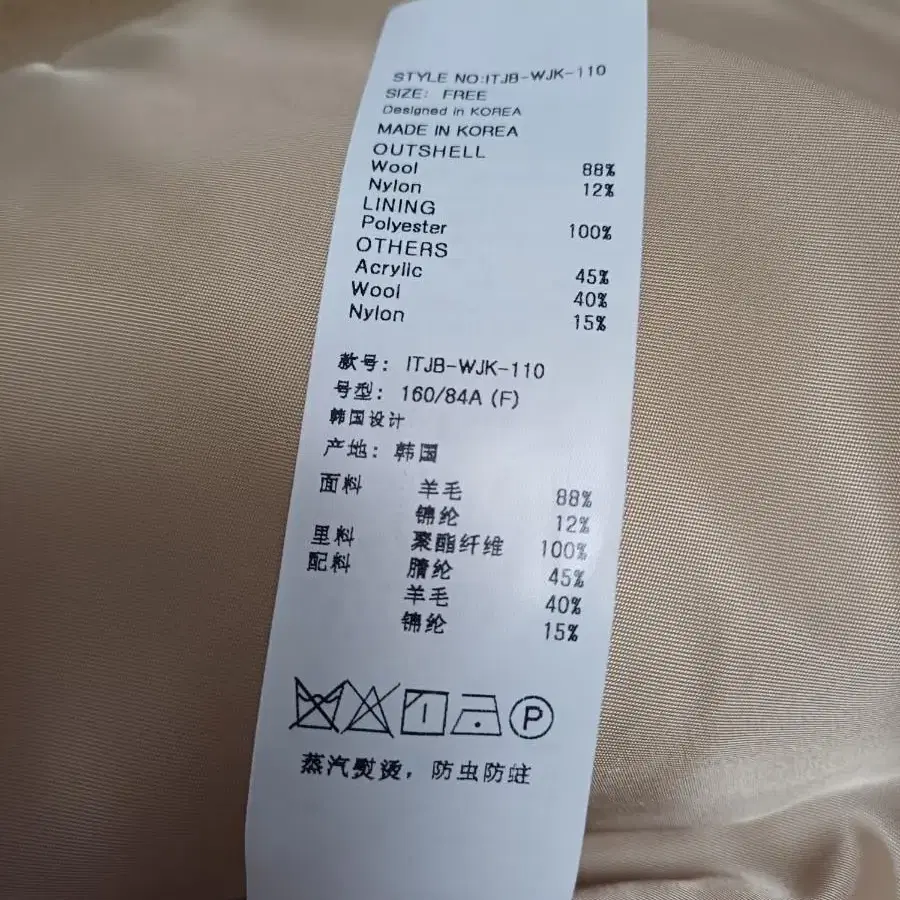 STYLE NO:ITJB-WJK-110
SIZE: FREE
Designed in KOREA
MADE IN KOREA
OUTSHELL
Wool 88%
Nylon 12%
LINING
Polyester 100%
OTHERS
Acrylic 45%
Wool 40%
Nylon 15%
款号: ITJB-WJK-110
号型: 160/84A (F)
韩国设计
产地: 韩国
面料 羊毛 88%
锦纶 12%
里料 聚酯纤维 100%
配料 腈纶 45%
羊毛 40%
锦纶 15%
P
蒸汽熨烫，防虫防蛀